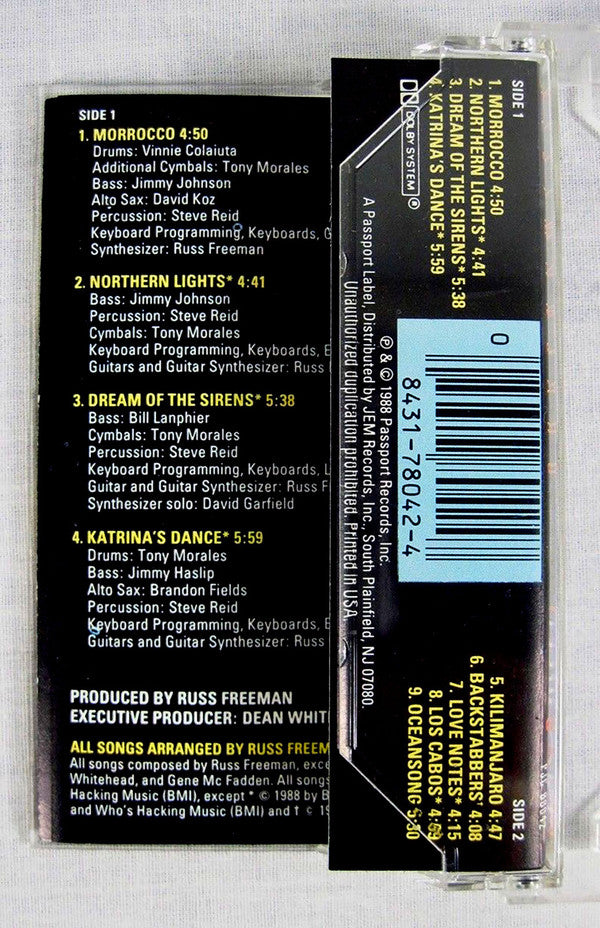 SIDE 1
1. MORROCCO 4:50
Drums: Vinnie Colaiuta
Additional Cymbals: Tony Morales
Bass: Jimmy Johnson
Alto Sax: David Koz
Percussion: Steve Reid
Keyboard Programming, Keyboards, G
Synthesizer: Russ Freeman
2. NORTHERN LIGHTS* 4:41
Bass: Jimmy Johnson
Percussion: Steve Reid
Cymbals: Tony Morales
Keyboard Programming, Keyboards, E
Guitars and Guitar Synthesizer: Russ
3. DREAM OF THE SIRENS* 5:38
Bass: Bill Lanphier
Cymbals: Tony Morales
Percussion: Steve Reid
Keyboard Programming, Keyboards, L
Guitar and Guitar Synthesizer: Russ F
Synthesizer solo: David Garfield
4. KATRINA'S DANCE* 5:59
Drums: Tony Morales
Bass: Jimmy Haslip
Alto Sax: Brandon Fields
Percussion: Steve Reid
Keyboard Programming, Keyboards, E
Guitars and Guitar Synthesizer: Russ
PRODUCED BY RUSS FREEMAN
EXECUTIVE PRODUCER: DEAN WHIT
ALL SONGS ARRANGED BY RUSS FREEM
All songs composed by Russ Freeman, exce
Whitehead, and Gene Mc Fadden. All songs
Hacking Music (BMI), except * © 1988 by B
and Who's Hacking Music (BMI) and † © 19
SIDE 1
1. MORROCCO 4:50
2. NORTHERN LIGHTS* 4:41
3. DREAM OF THE SIRENS* 5:38
4. KATRINA'S DANCE* 5:59
DOLBY SYSTEM ®
0
8431-78042-4
℗ & © 1988 Passport Records, Inc.
A Passport Label, Distributed by JEM Records, Inc., South Plainfield, NJ 07080.
Unauthorized duplication prohibited. Printed in USA
SIDE 2
5. KILIMANJARO 4:47
6. BACKSTABBERS† 4:08
7. LOVE NOTES* 4:15
8. LOS CABOS*
9. OCEANSONG 5:30